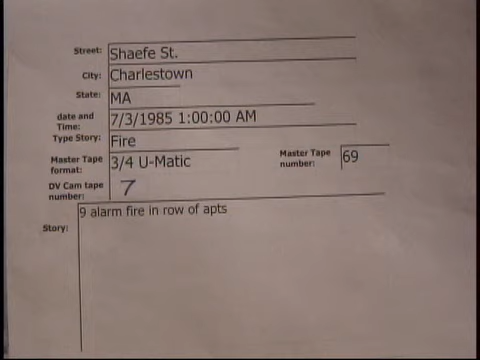 Street: Shaefe St.
City: Charlestown
State: MA
date and Time: 7/3/1985 1:00:00 AM
Type Story: Fire
Master Tape format: 3/4 U-Matic Master Tape number: 69
DV Cam tape number: 7
Story: 9 alarm fire in row of apts